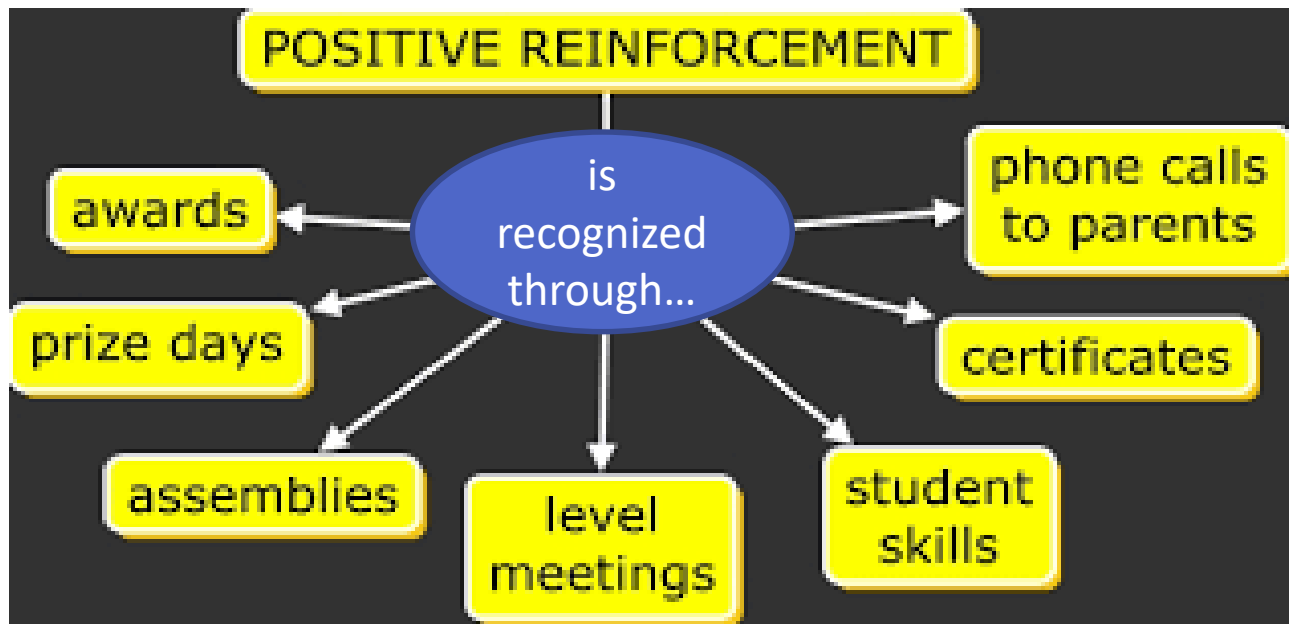 POSITIVE REINFORCEMENT
is
recognized
through...
awards
prize days
assemblies
level
meetings
student
skills
certificates
phone calls
to parents